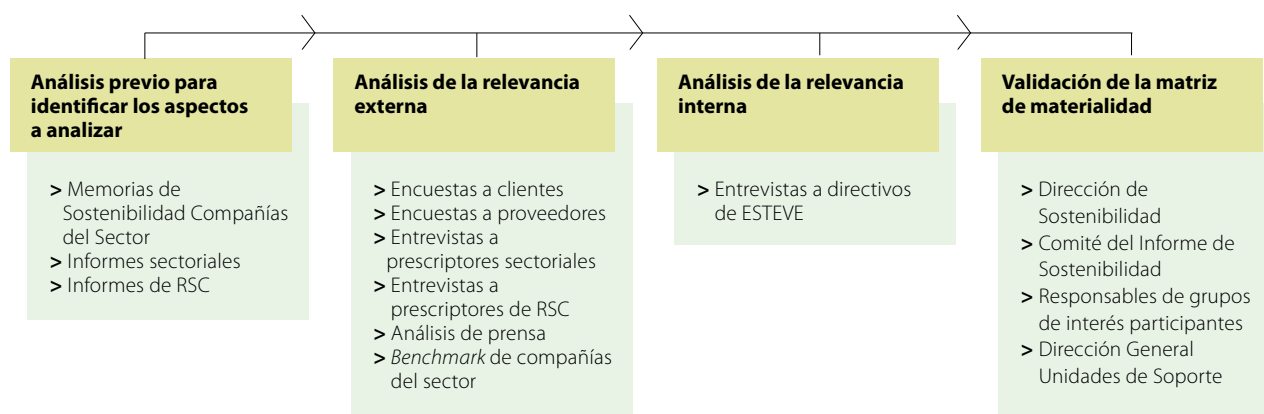 Análisis previo para
identificar los aspectos
a analizar
> Memorias de
Sostenibilidad Compañías
del Sector
> Informes sectoriales
> Informes de RSC
Análisis de la relevancia
externa
> Encuestas a clientes
> Encuestas a proveedores
> Entrevistas a
prescriptores sectoriales
> Entrevistas a
prescriptores de RSC
> Análisis de prensa
> Benchmark de compañías
del sector
Análisis de la relevancia
interna
> Entrevistas a directivos
de ESTEVE
Validación de la matriz
de materialidad
> Dirección de
Sostenibilidad
> Comité del Informe de
Sostenibilidad
> Responsables de grupos
de interés participantes
> Dirección General
Unidades de Soporte